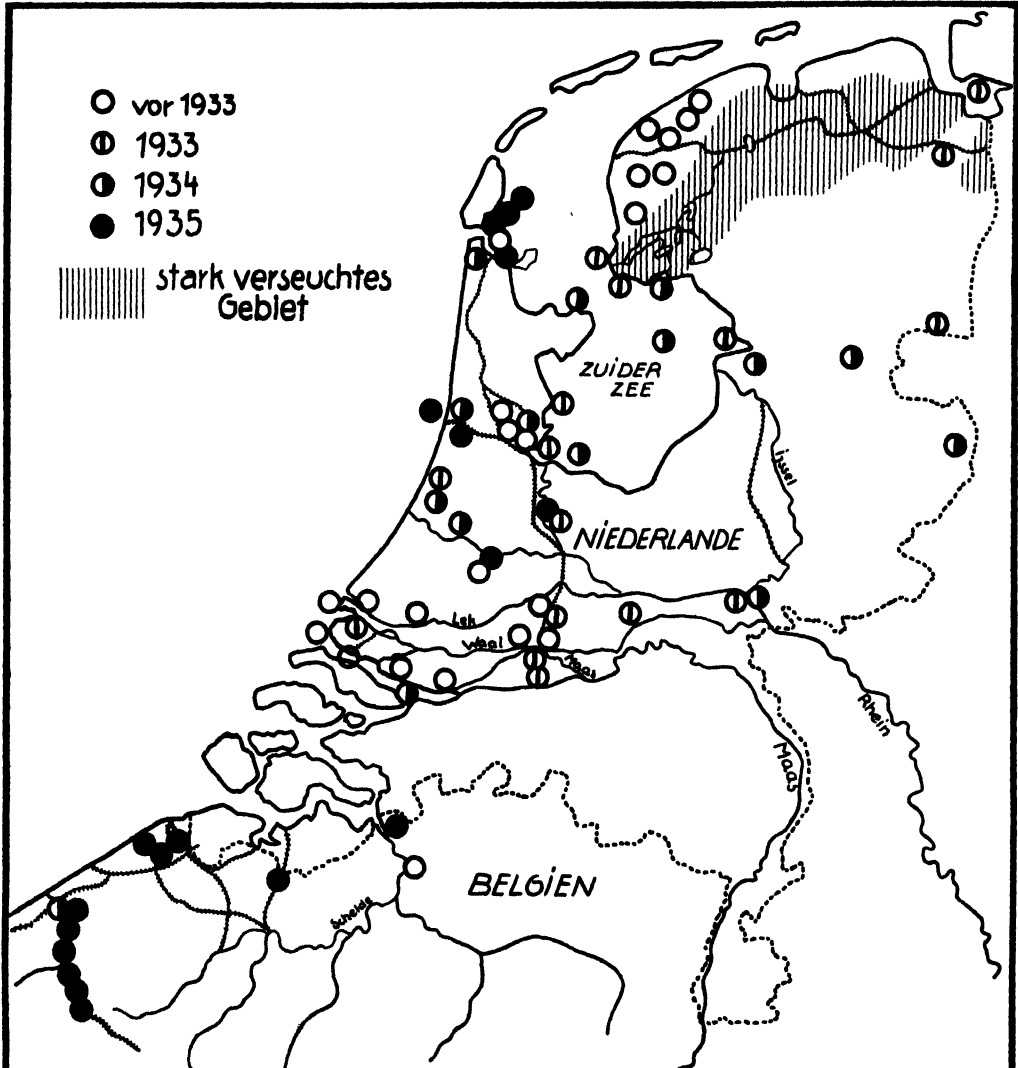 vor 1933
1933
1934
1935
stark verseuchtes
Gebiet
ZUIDER
ZEE
Ijssel
NIEDERLANDE
Lek
Waal
Maas
Rhein
Maas
BELGIEN
Schelde